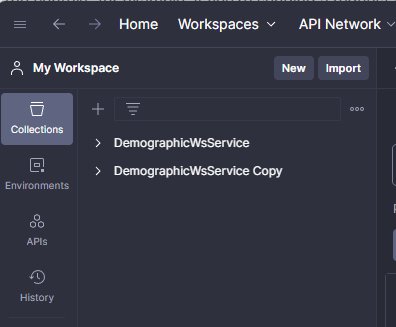 Home Workspaces API Network
My Workspace New Import
Collections
DemographicWsService
DemographicWsService Copy
Environments
APIs
History